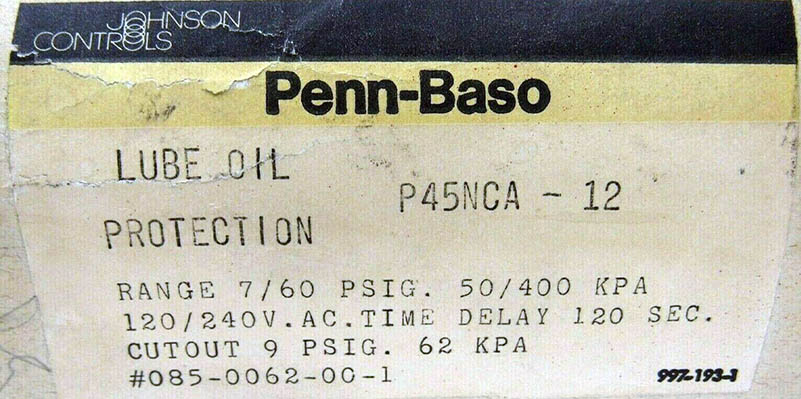 JOHNSON
CONTROLS
Penn-Baso
LUBE OIL
PROTECTION
P45NCA - 12
RANGE 7/60 PSIG. 50/400 KPA
120/240V.AC.TIME DELAY 120 SEC.
CUTOUT 9 PSIG. 62 KPA
#085-0062-00-1
997-193-1